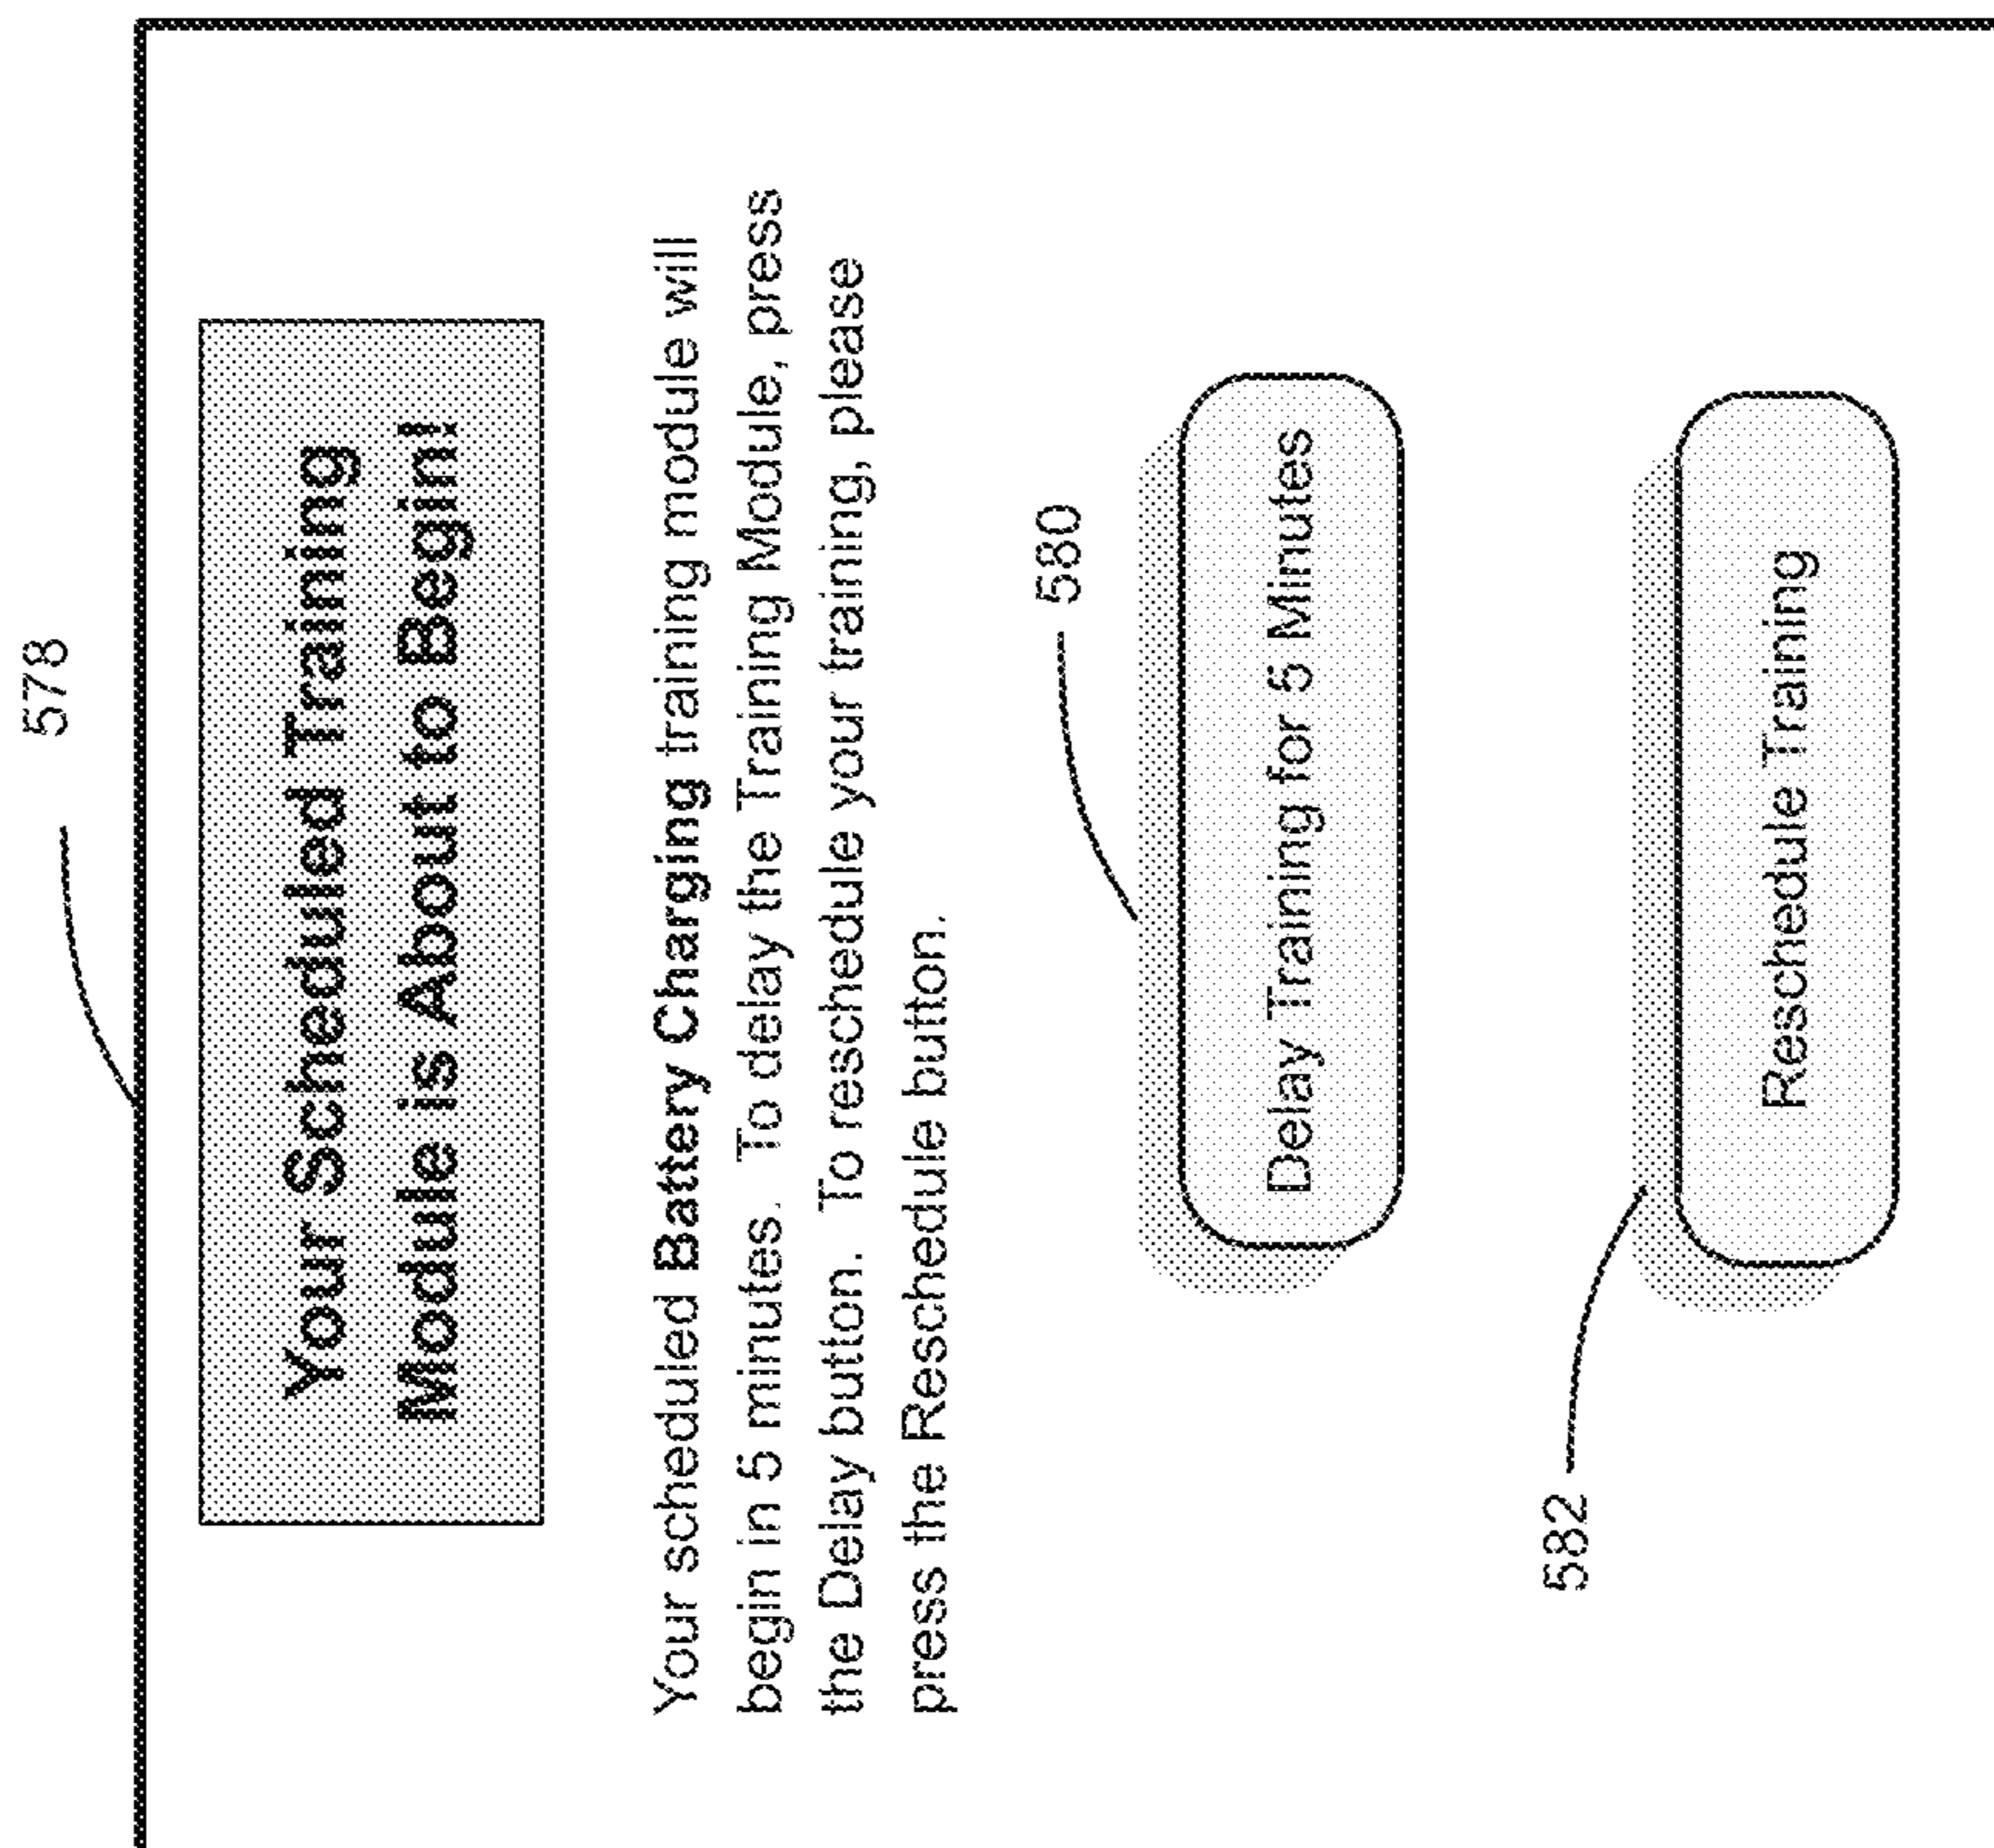 578
Your Scheduled Training
Module is About to Begin!
Your scheduled Battery Charging training module will
begin in 5 minutes. To delay the Training Module, press
the Delay button. To reschedule your training, please
press the Reschedule button.
580
Delay Training for 5 Minutes
582
Reschedule Training